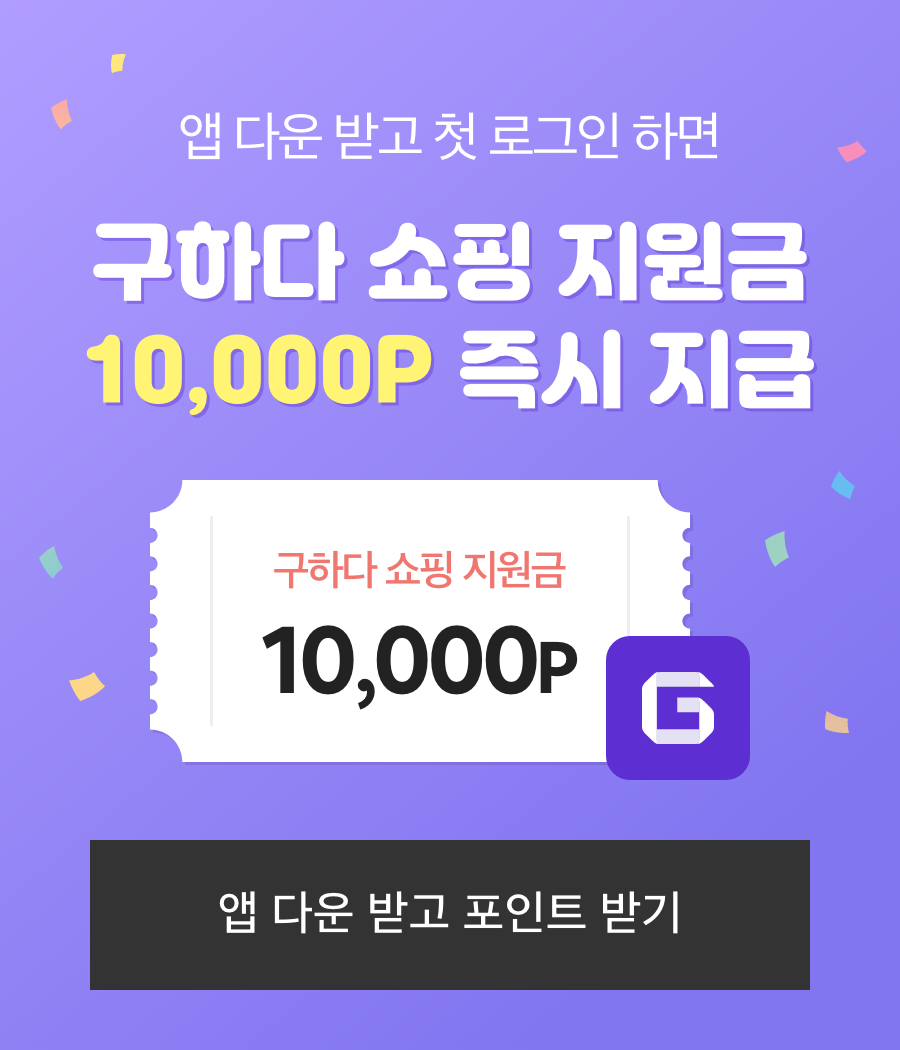 앱 다운 받고 첫 로그인 하면
구하다 쇼핑 지원금
10,000P 즉시 지급
구하다 쇼핑 지원금
10,000P
G
앱 다운 받고 포인트 받기